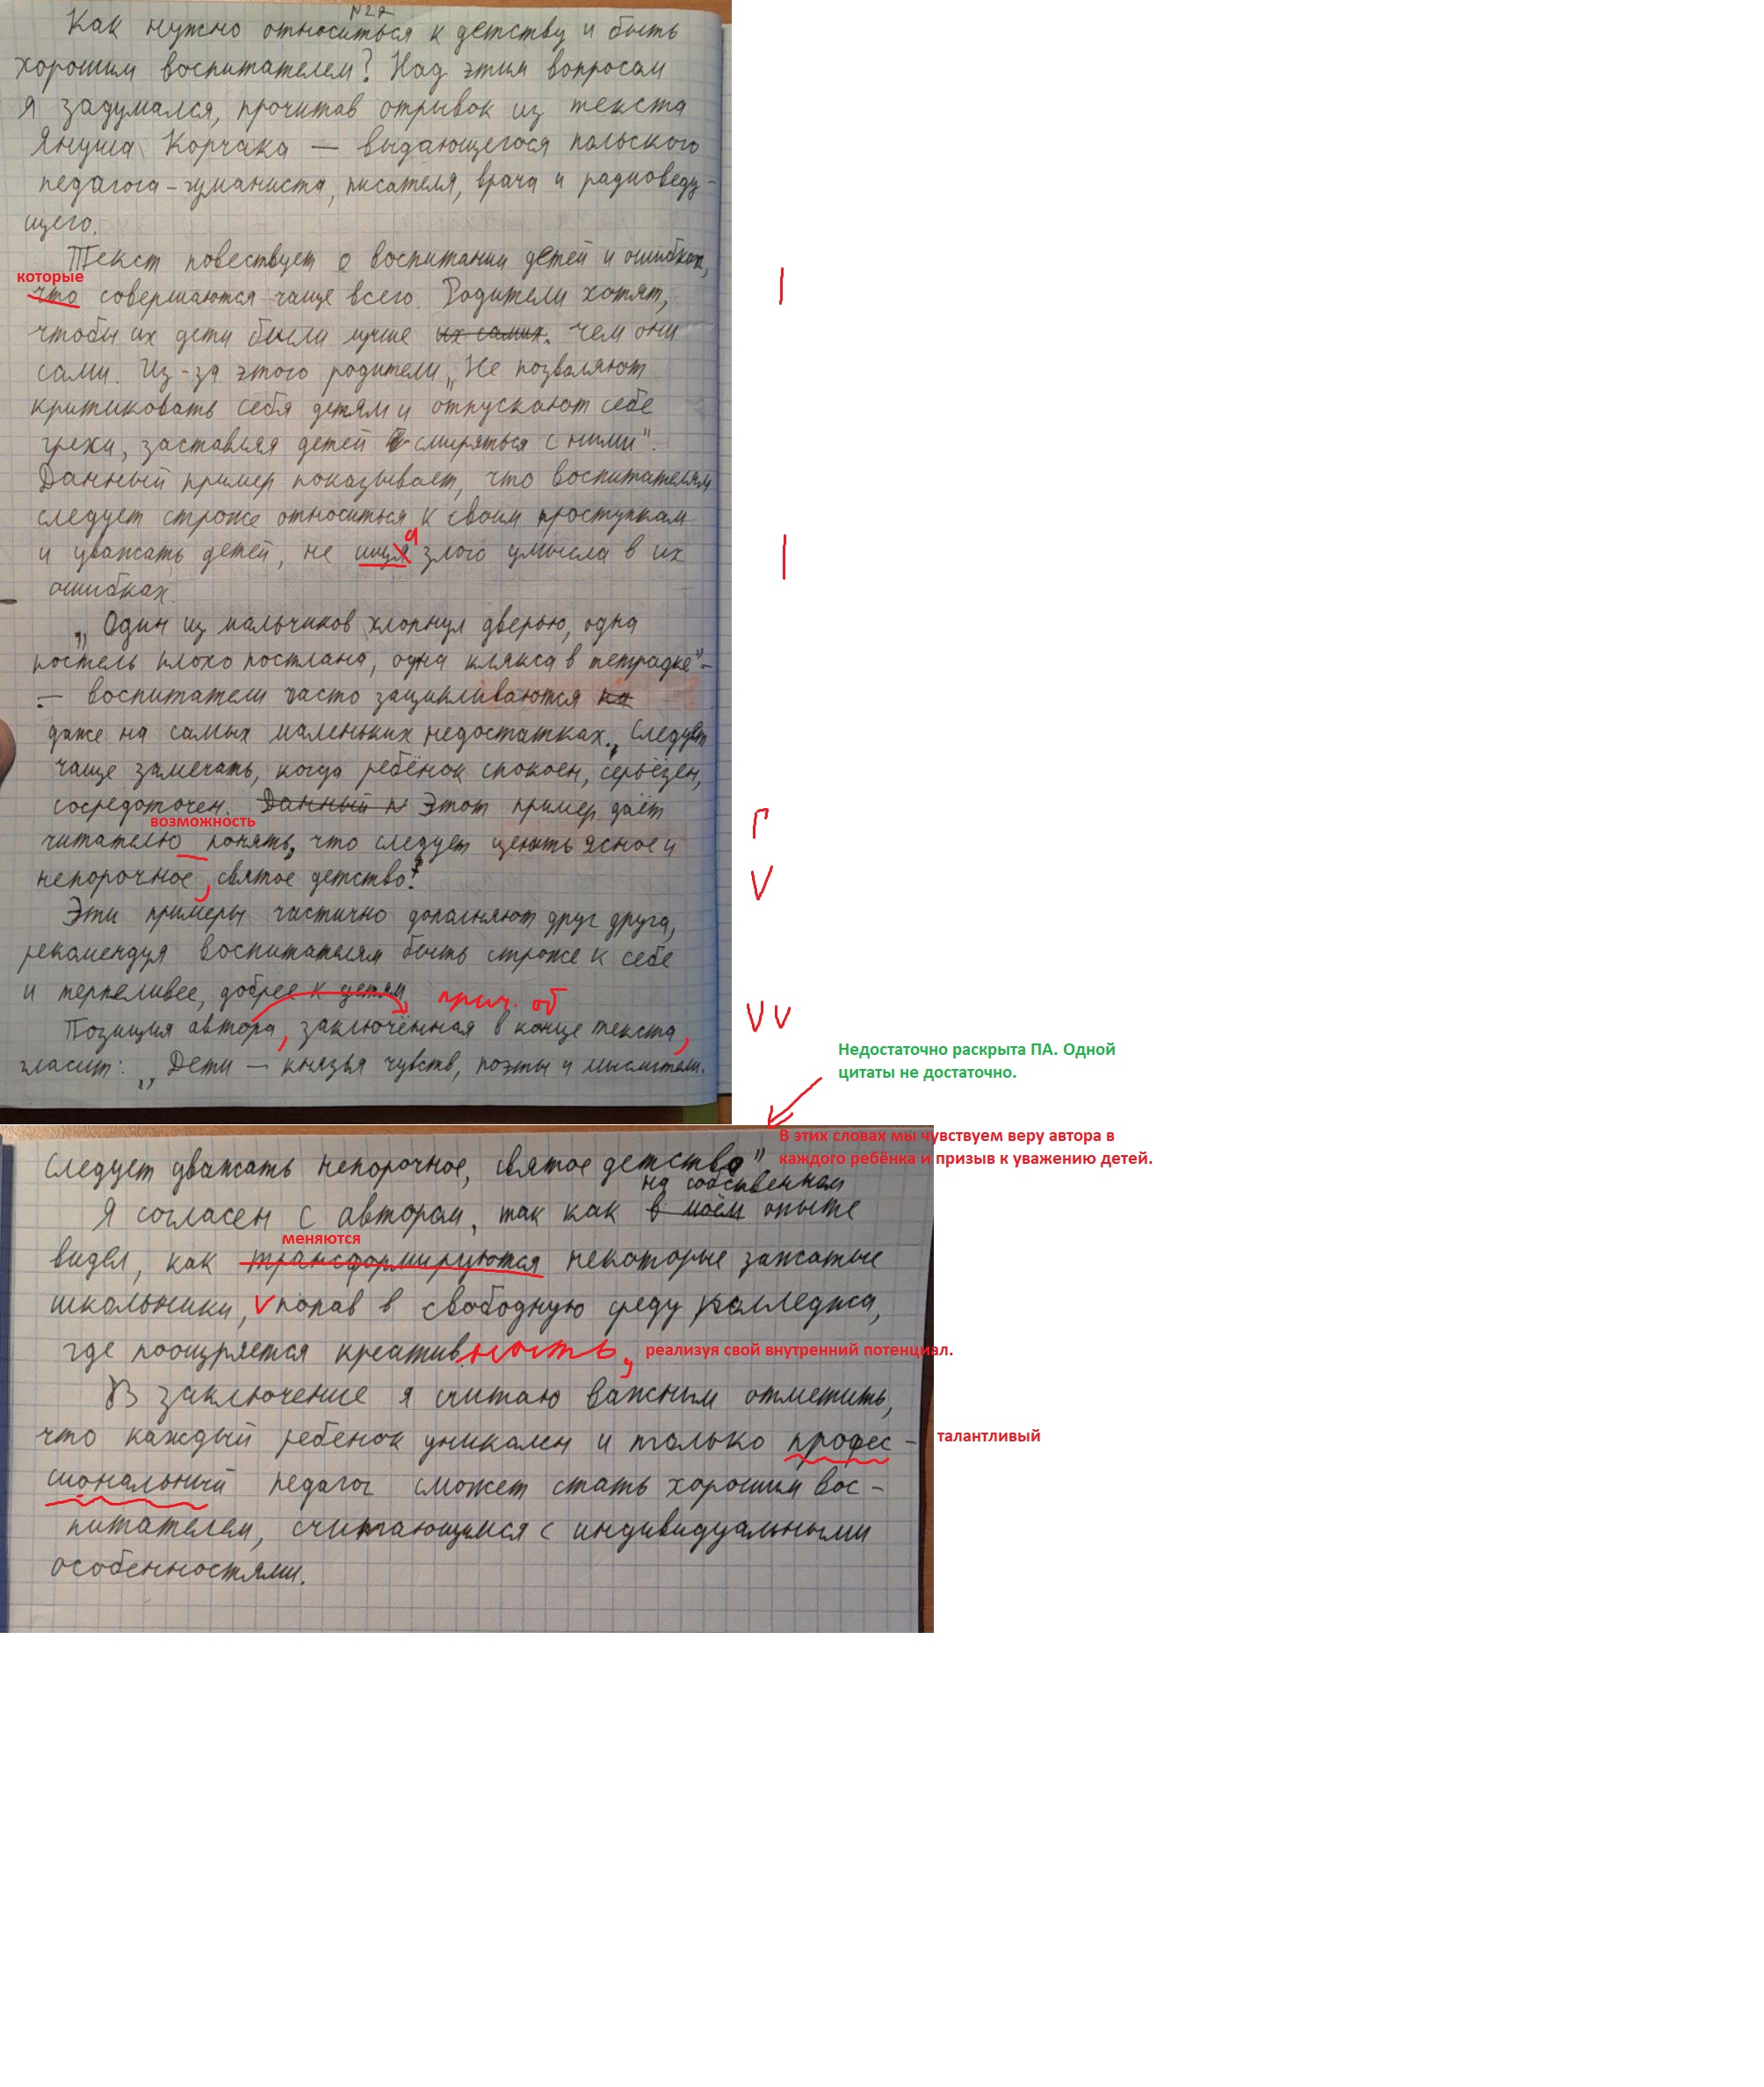 №27
Как нужно относиться к детству и быть
хорошим воспитателем? Над этим вопросом
я задумался, прочитав отрывок из текста
Януша Корчака — выдающегося польского
педагога-гуманиста, писателя, врача и радиоведу-
щего.
Текст повествует о воспитании детей и ошибках,
которые
что совершаются чаще всего. Родители хотят,
чтобы их дети были лучше их самих. чем они
сами. Из-за этого родители „Не позволяют
критиковать себя детям и отпускают себе
грехи, заставляя детей смиряться с ними".
Данный пример показывает, что воспитателям
следует строже относиться к своим проступкам
и уважать детей, не ищя а злого умысла в их
ошибках.
„Один из мальчиков хлопнул дверью, одна
постель плохо постлана, одна клякса в тетрадке"-
— воспитатели часто зацикливаются на
даже на самых маленьких недостатках. „Следует
чаще замечать, когда ребёнок спокоен, серьёзен,
сосредоточен. Данный п Этот пример даёт
возможность
читателю понять, что следует ценить ясное и
непорочное, святое детство!"
Эти примеры частично дополняют друг друга,
рекомендуя воспитателям быть строже к себе
и терпеливее, добрее к детям.
прич. об
Позиция автора, заключённая в конце текста,
гласит: „Дети — князья чувств, поэты и мыслители.
Недостаточно раскрыта ПА. Одной
цитаты не достаточно.
Следует уважать непорочное, святое детство"
В этих словах мы чувствуем веру автора в
каждого ребёнка и призыв к уважению детей.
на собственном
Я согласен с автором, так как в моём опыте
меняются
видел, как трансформируются некоторые зажатые
школьники, попав в свободную среду колледжа,
где поощряется креативность, реализуя свой внутренний потенциал.
В заключение я считаю важным отметить,
что каждый ребенок уникален и только профес- талантливый
сиональный педагог сможет стать хорошим вос-
питателем, считающимся с индивидуальными
особенностями.